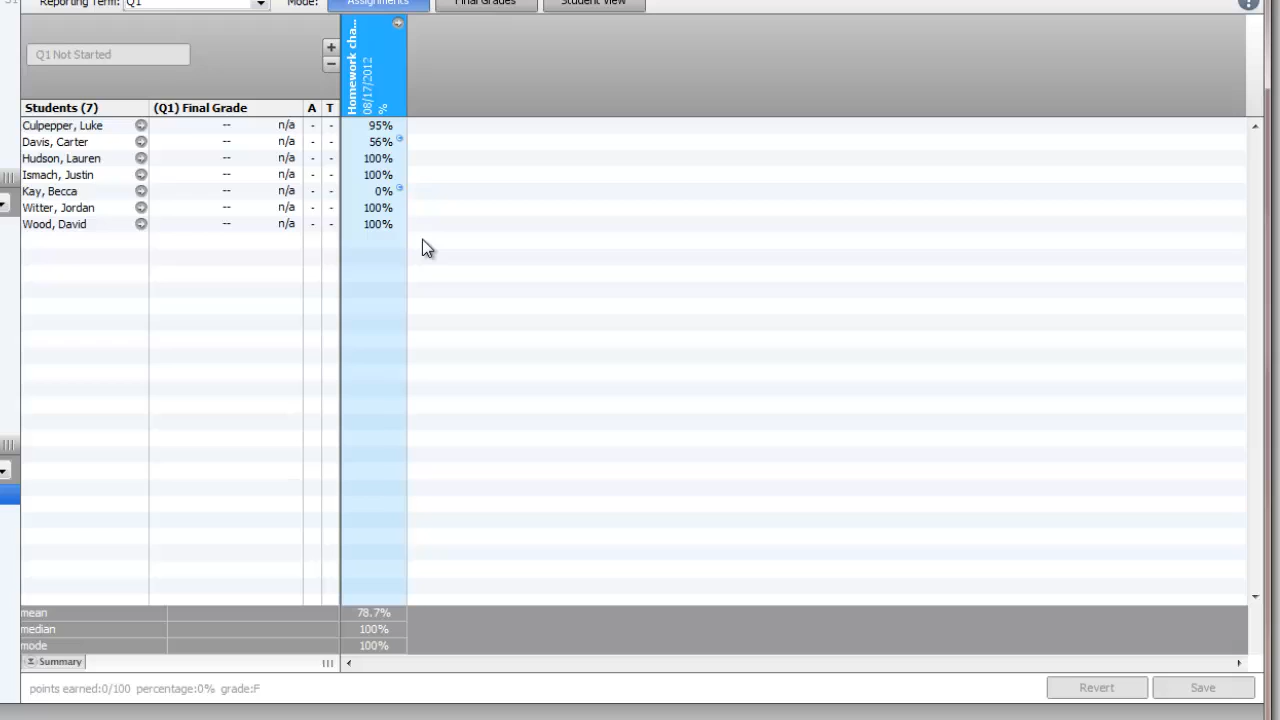 Reporting Term: Q1 Mode: Assignments Final Grades Student View
Q1 Not Started
+
−
Homework cha...
08/17/2012
%
Students (7) (Q1) Final Grade A T
Culpepper, Luke -- n/a - - 95%
Davis, Carter -- n/a - - 56%
Hudson, Lauren -- n/a - - 100%
Ismach, Justin -- n/a - - 100%
Kay, Becca -- n/a - - 0%
Witter, Jordan -- n/a - - 100%
Wood, David -- n/a - - 100%
mean 78.7%
median 100%
mode 100%
Summary
points earned:0/100 percentage:0% grade:F
Revert Save